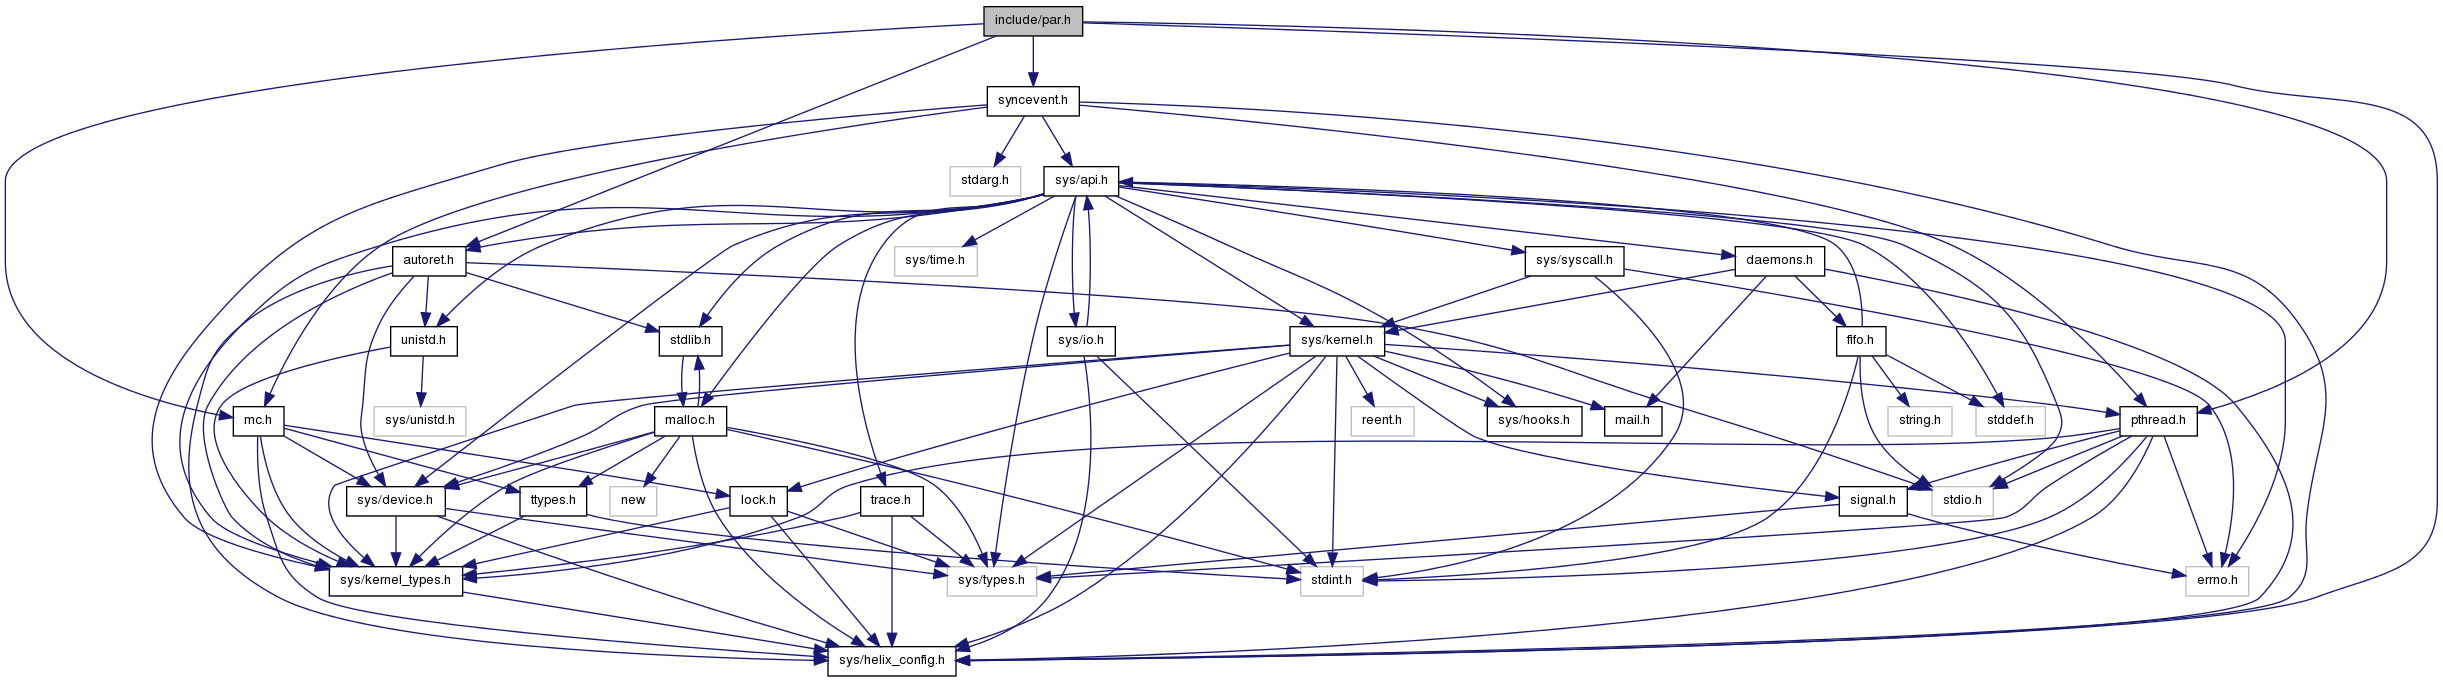 include/par.h
syncevent.h
stdarg.h
sys/api.h
autoret.h
sys/time.h
sys/syscall.h
daemons.h
unistd.h
stdlib.h
sys/io.h
sys/kernel.h
fifo.h
mc.h
sys/unistd.h
malloc.h
reent.h
sys/hooks.h
mail.h
string.h
stddef.h
pthread.h
sys/device.h
ttypes.h
new
lock.h
trace.h
signal.h
stdio.h
sys/kernel_types.h
sys/types.h
stdint.h
errno.h
sys/helix_config.h